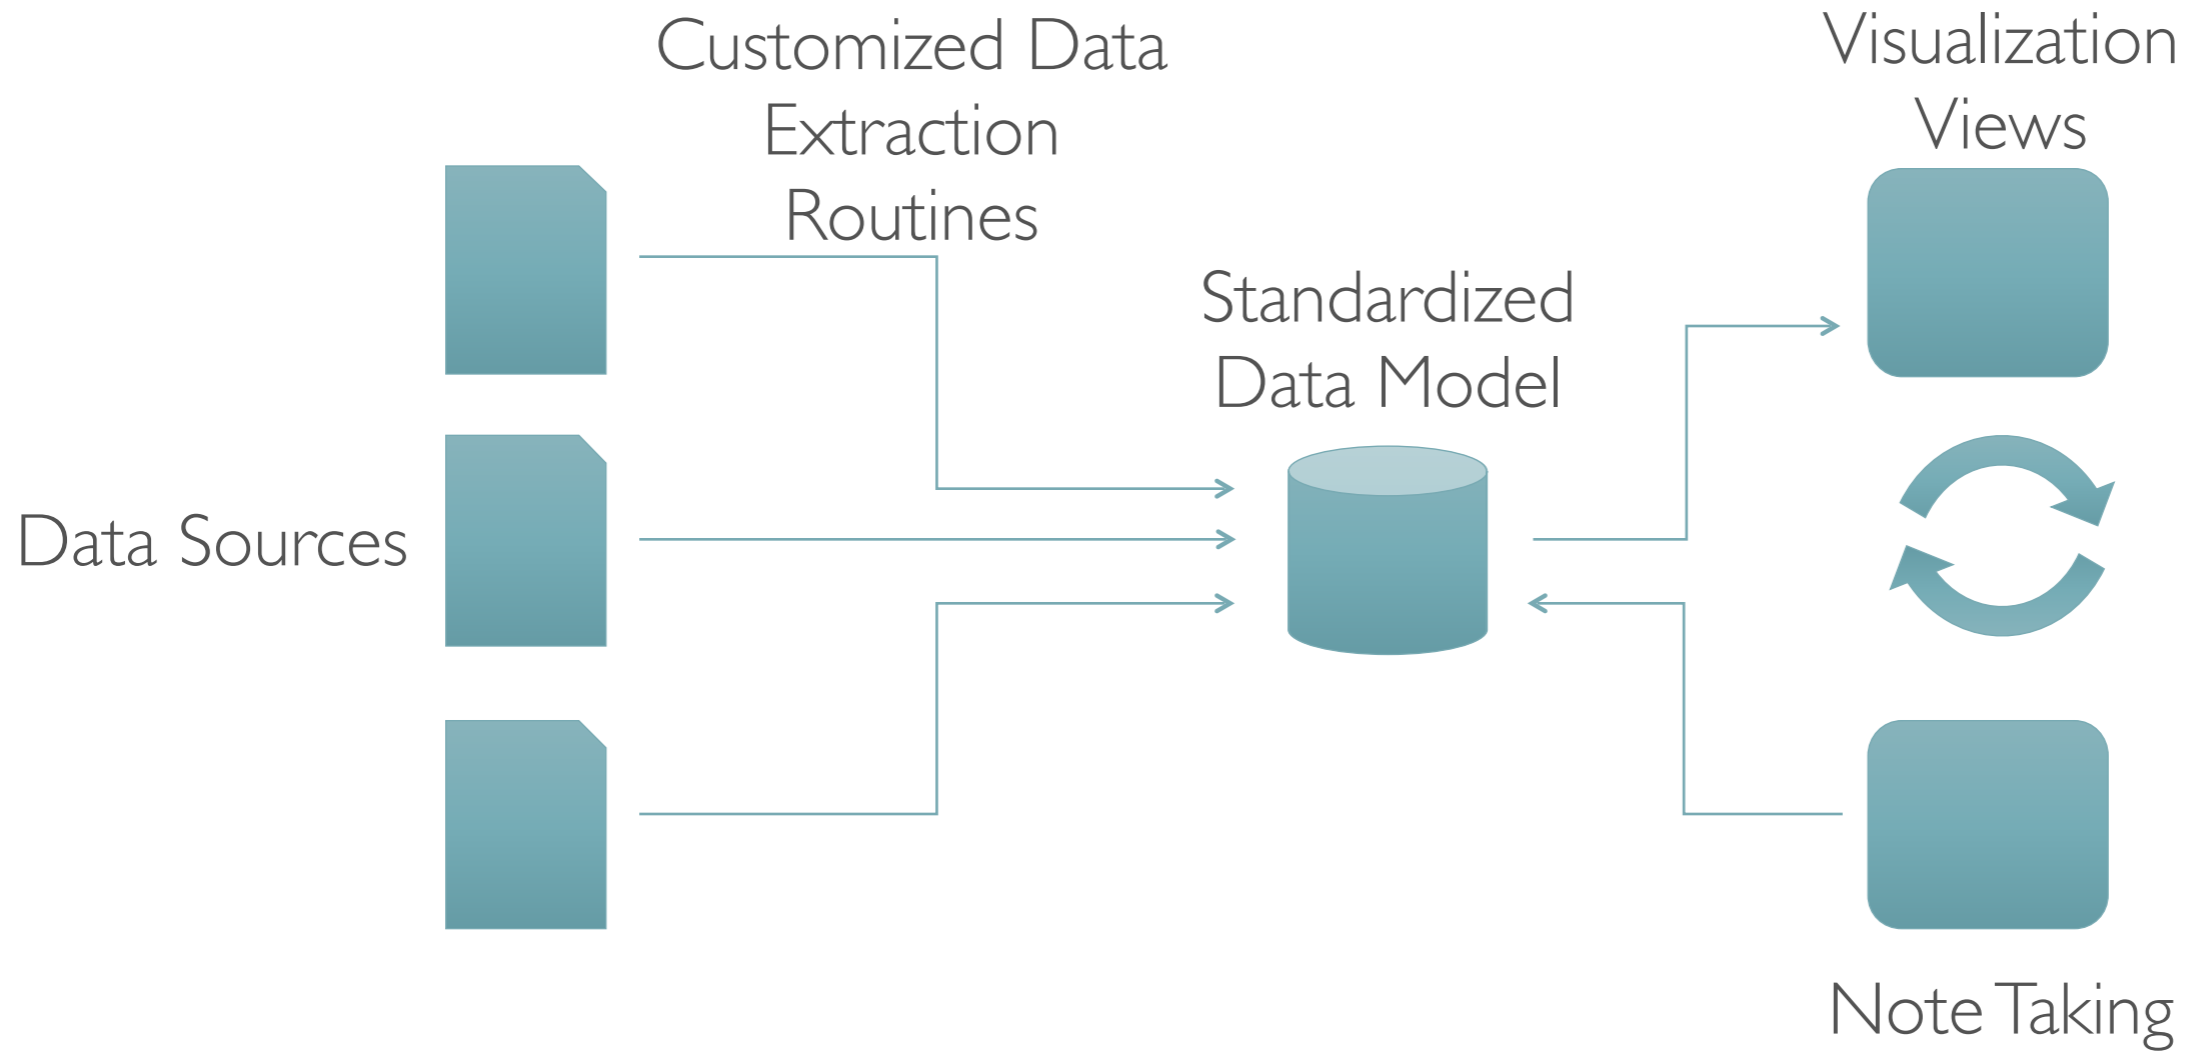 Customized Data
Extraction
Routines
Visualization
Views
Standardized
Data Model
Data Sources
Note Taking